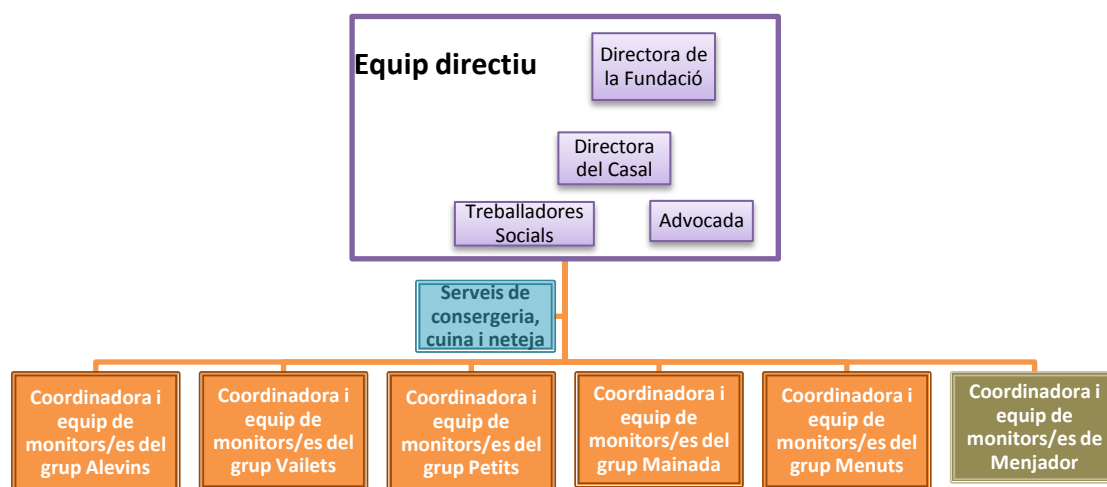 Equip directiu
Directora de
la Fundació
Directora
del Casal
Treballadores
Socials
Advocada
Serveis de
consergeria,
cuina i neteja
Coordinadora i
equip de
monitors/es del
grup Alevins
Coordinadora i
equip de
monitors/es del
grup Vailets
Coordinadora i
equip de
monitors/es del
grup Petits
Coordinadora i
equip de
monitors/es del
grup Mainada
Coordinadora i
equip de
monitors/es del
grup Menuts
Coordinadora i
equip de
monitors/es de
Menjador